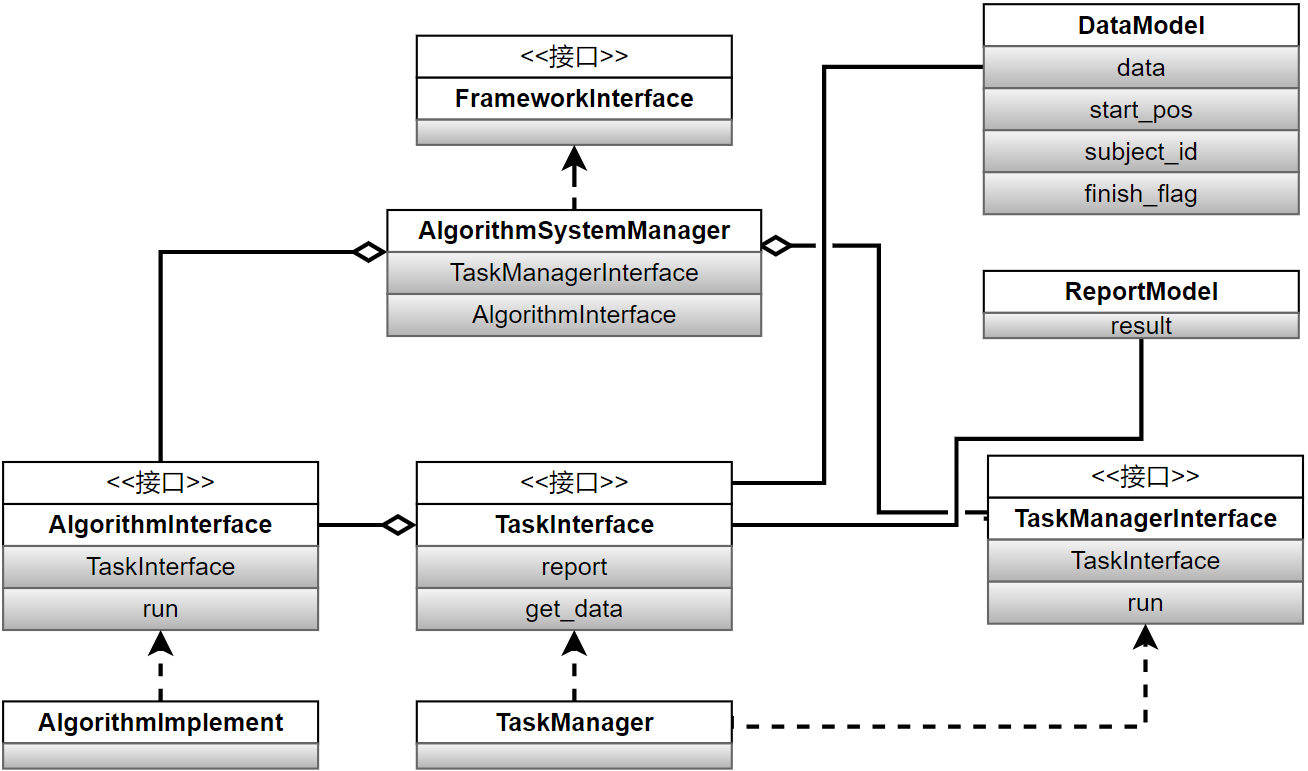 <<接口>>
FrameworkInterface
DataModel
data
start_pos
subject_id
finish_flag
AlgorithmSystemManager
TaskManagerInterface
AlgorithmInterface
ReportModel
result
<<接口>>
AlgorithmInterface
TaskInterface
run
<<接口>>
TaskInterface
report
get_data
<<接口>>
TaskManagerInterface
TaskInterface
run
AlgorithmImplement
TaskManager